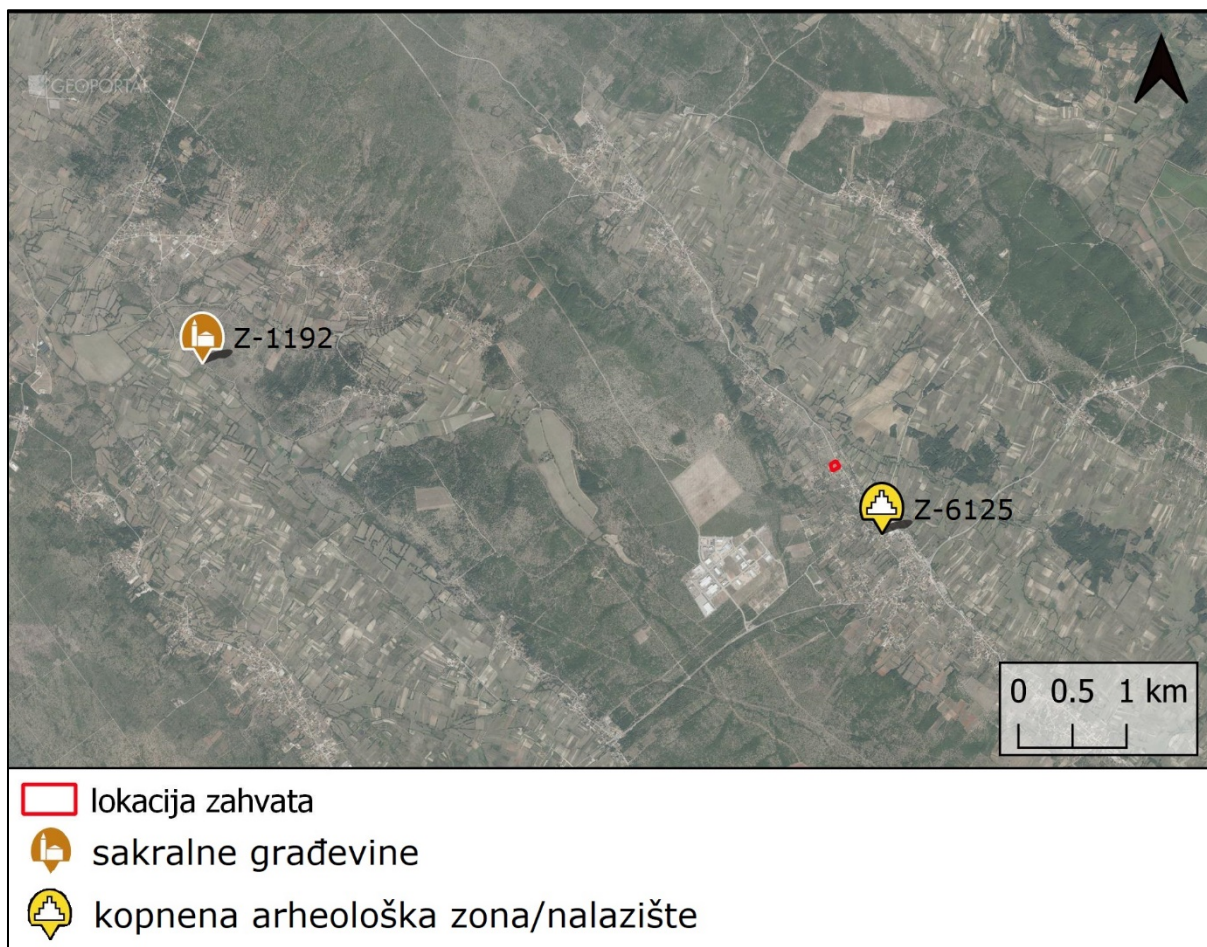 GEOPORTAL
Z-1192
Z-6125
0 0.5 1 km
lokacija zahvata
sakralne građevine
kopnena arheološka zona/nalazište